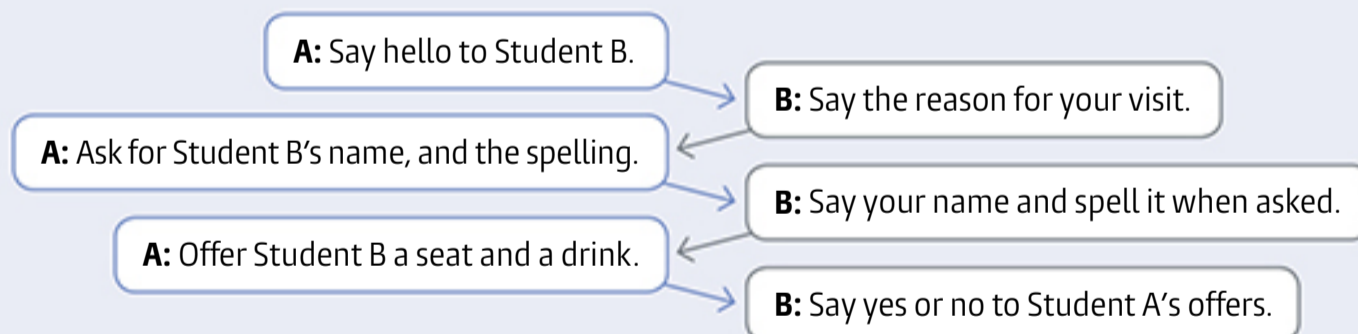 A: Say hello to Student B.
B: Say the reason for your visit.
A: Ask for Student B’s name, and the spelling.
B: Say your name and spell it when asked.
A: Offer Student B a seat and a drink.
B: Say yes or no to Student A’s offers.